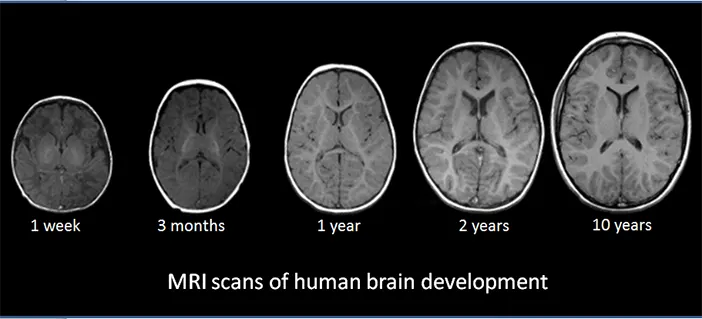 1 week
3 months
1 year
2 years
10 years
MRI scans of human brain development